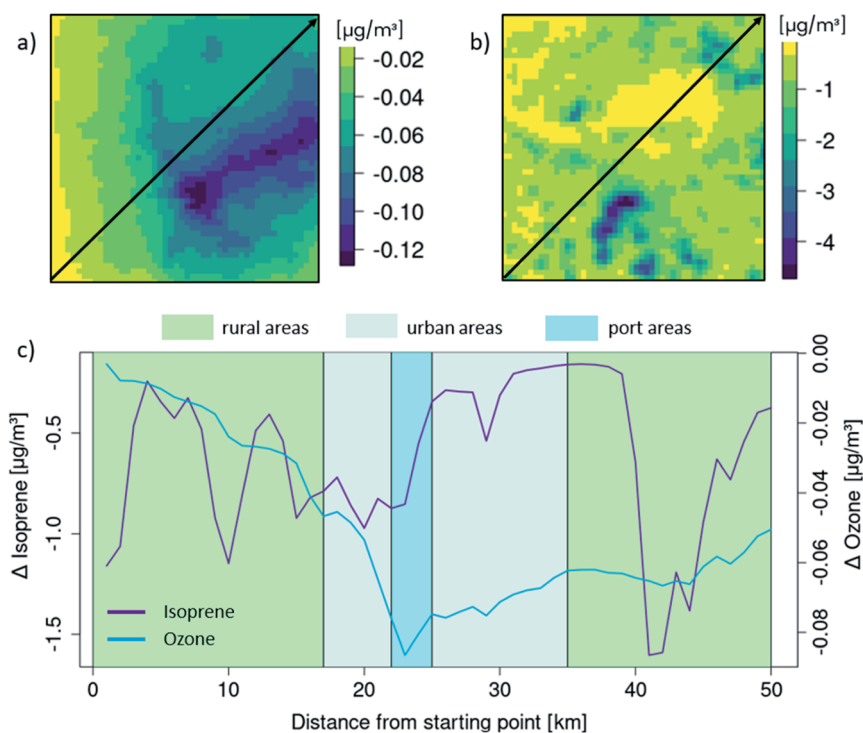 a)
[µg/m³]
-0.02
-0.04
-0.06
-0.08
-0.10
-0.12
b)
[µg/m³]
-1
-2
-3
-4
rural areas
urban areas
port areas
c)
Δ Isoprene [µg/m³]
-0.5
-1.0
-1.5
Isoprene
Ozone
0.00
-0.02
-0.04
-0.06
-0.08
Δ Ozone [µg/m³]
0 10 20 30 40 50
Distance from starting point [km]